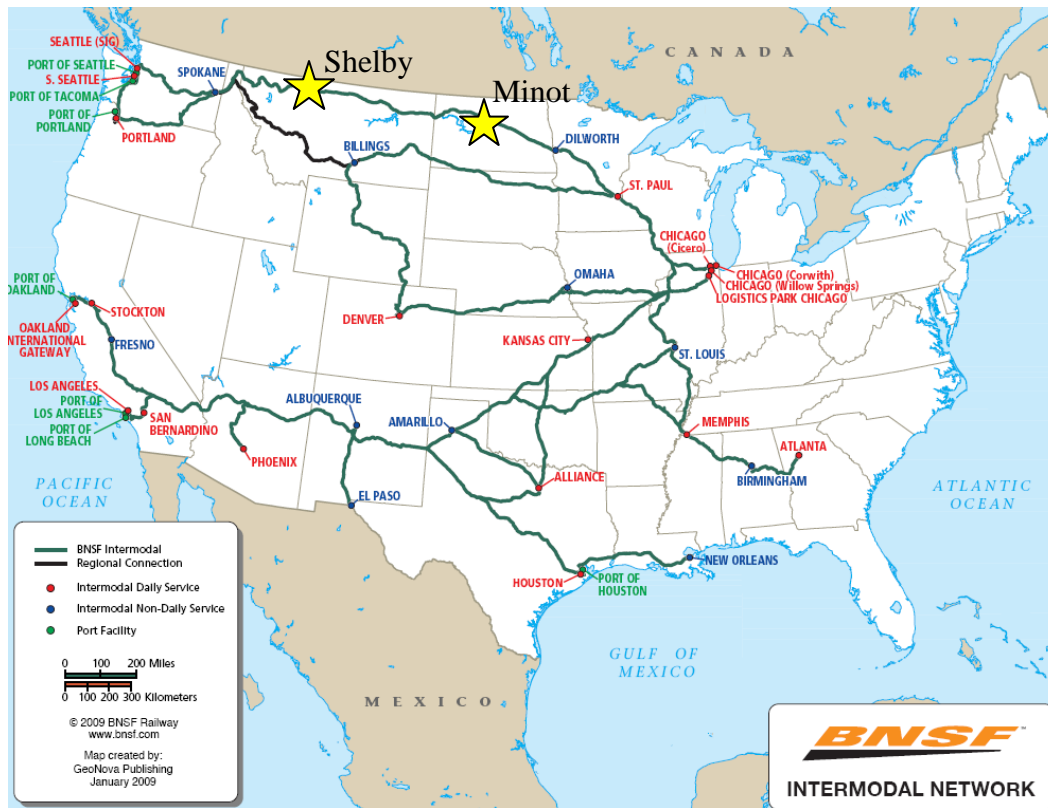 CANADA
Shelby
Minot
SEATTLE (SIG)
PORT OF SEATTLE
S. SEATTLE
PORT OF TACOMA
SPOKANE
PORT OF
PORTLAND
PORTLAND
BILLINGS
DILWORTH
ST. PAUL
CHICAGO
(Cicero)
CHICAGO (Corwith)
CHICAGO (Willow Springs)
LOGISTICS PARK CHICAGO
OMAHA
PORT OF
OAKLAND
STOCKTON
OAKLAND
INTERNATIONAL
GATEWAY
FRESNO
DENVER
KANSAS CITY
ST. LOUIS
LOS ANGELES
PORT OF
LOS ANGELES
PORT OF
LONG BEACH
SAN
BERNARDINO
ALBUQUERQUE
AMARILLO
MEMPHIS
ATLANTA
BIRMINGHAM
PHOENIX
ALLIANCE
EL PASO
PACIFIC
OCEAN
ATLANTIC
OCEAN
NEW ORLEANS
HOUSTON
PORT OF
HOUSTON
GULF OF
MEXICO
MEXICO
BNSF Intermodal
Regional Connection
Intermodal Daily Service
Intermodal Non-Daily Service
Port Facility
0 100 200 Miles
0 100 200 300 Kilometers
© 2009 BNSF Railway
www.bnsf.com
Map created by:
GeoNova Publishing
January 2009
BNSF™
INTERMODAL NETWORK